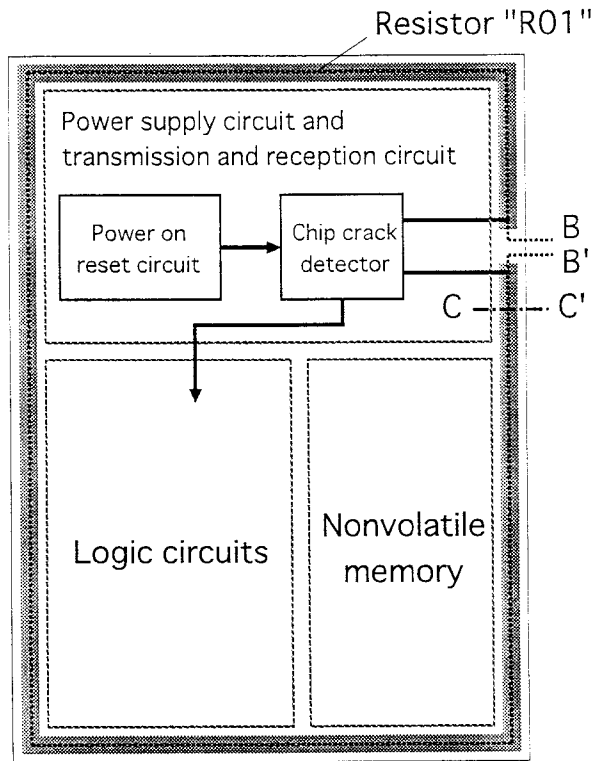 Resistor "R01"
Power supply circuit and
transmission and reception circuit
Power on
reset circuit
Chip crack
detector
B
B'
C
C'
Logic circuits
Nonvolatile
memory